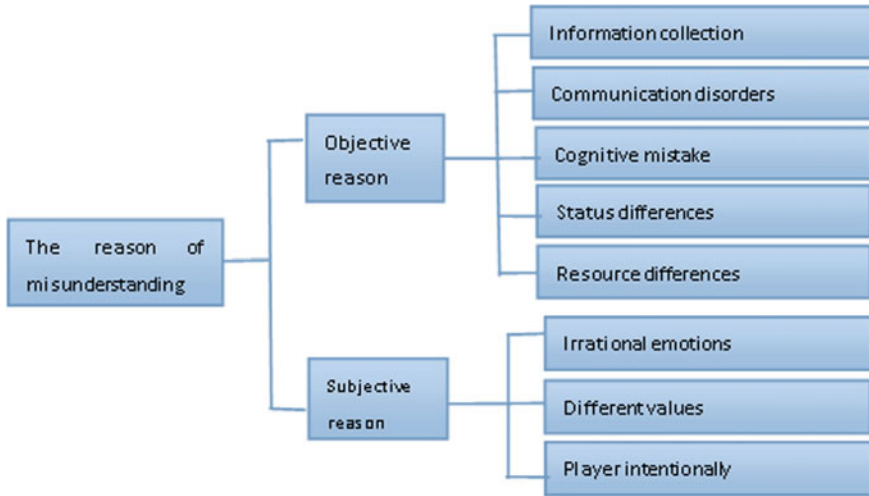 The reason of
misunderstanding
Objective
reason
Information collection
Communication disorders
Cognitive mistake
Status differences
Resource differences
Subjective
reason
Irrational emotions
Different values
Player intentionally